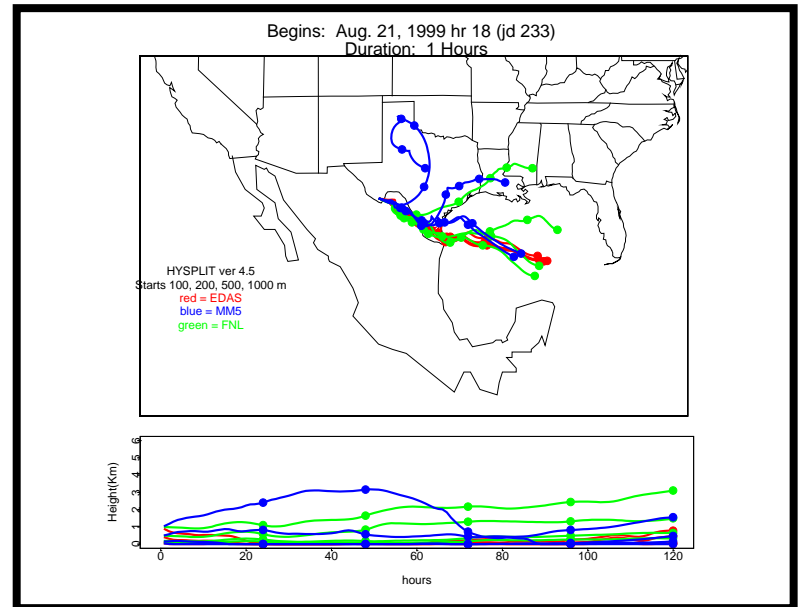 Begins: Aug. 21, 1999 hr 18 (jd 233)
Duration: 1 Hours
HYSPLIT ver 4.5
Starts 100, 200, 500, 1000 m
red = EDAS
blue = MM5
green = FNL
Height(Km)
6
5
4
3
2
1
0
0 20 40 60 80 100 120
hours